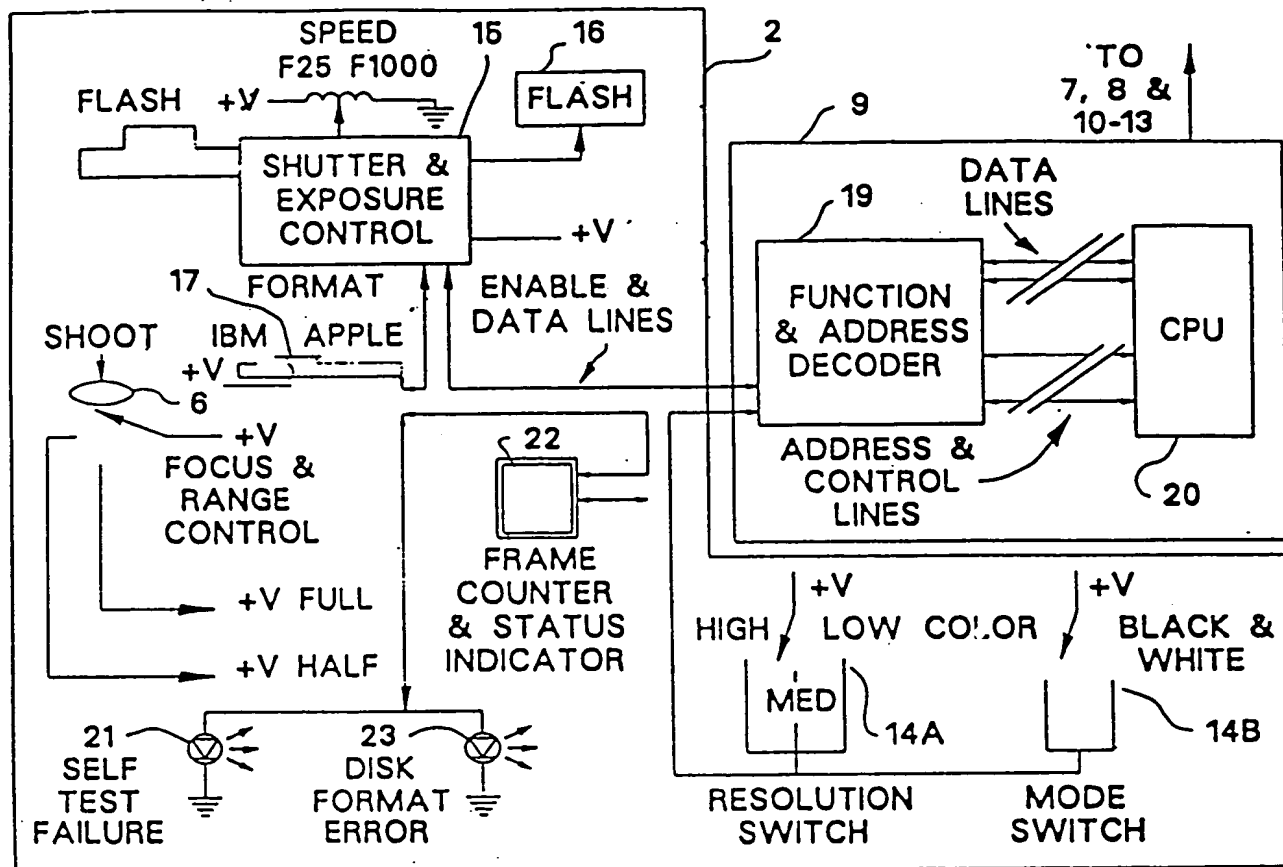 SPEED
F25 F1000
15
16
2
FLASH
+V
FLASH
SHUTTER &
EXPOSURE
CONTROL
+V
17
FORMAT
IBM APPLE
ENABLE &
DATA LINES
SHOOT
+V
6
+V
FOCUS &
RANGE
CONTROL
22
FRAME
COUNTER
& STATUS
INDICATOR
+V FULL
+V HALF
21
SELF
TEST
FAILURE
23
DISK
FORMAT
ERROR
TO
7, 8 &
10-13
9
DATA
LINES
19
FUNCTION
& ADDRESS
DECODER
CPU
ADDRESS &
CONTROL
LINES
20
+V
HIGH
LOW
MED
14A
RESOLUTION
SWITCH
+V
COLOR
BLACK &
WHITE
14B
MODE
SWITCH